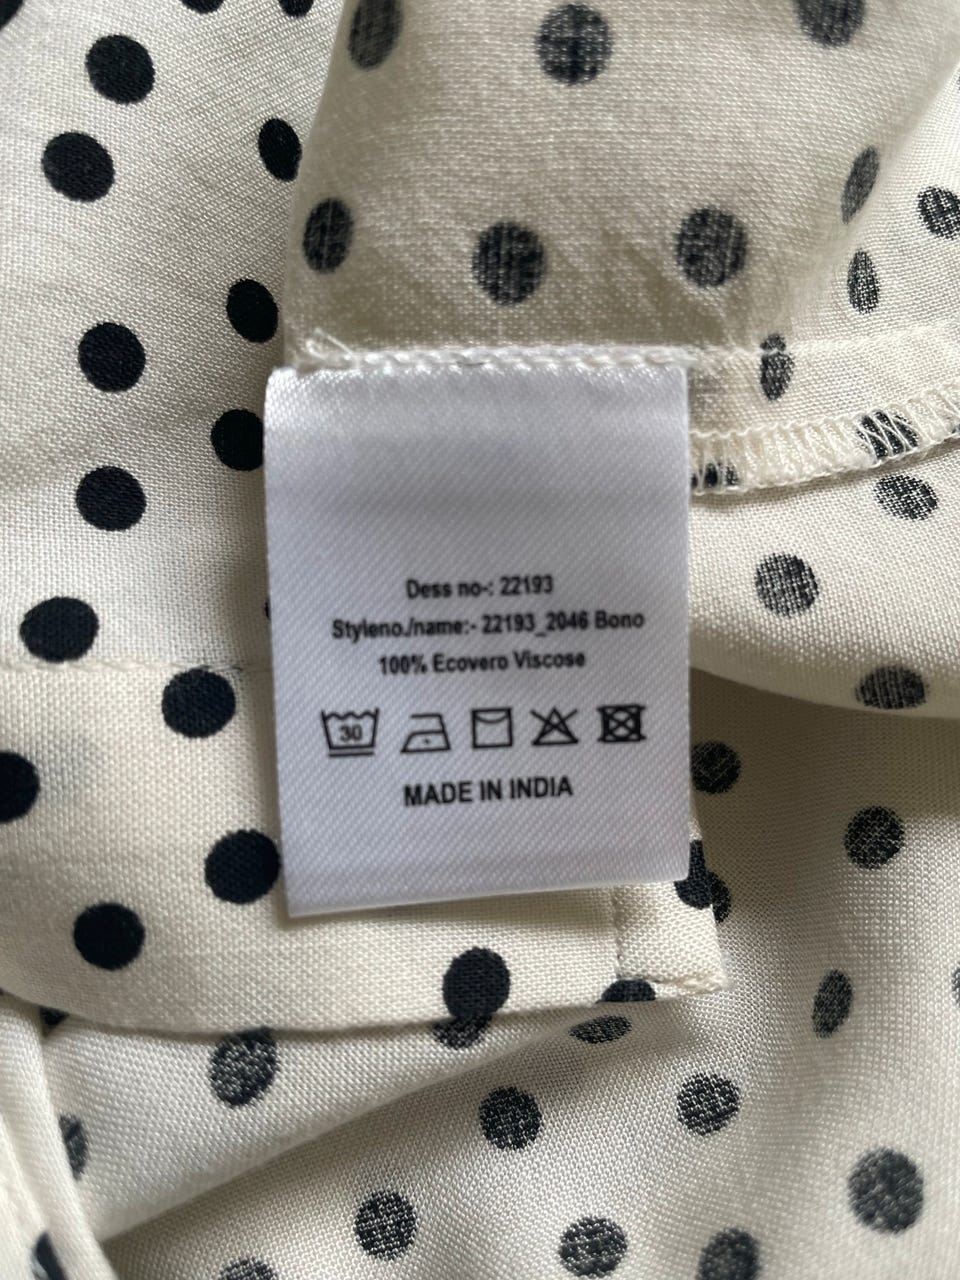 Dess no-: 22193
Styleno./name:- 22193_2046 Bono
100% Ecovero Viscose
30
MADE IN INDIA